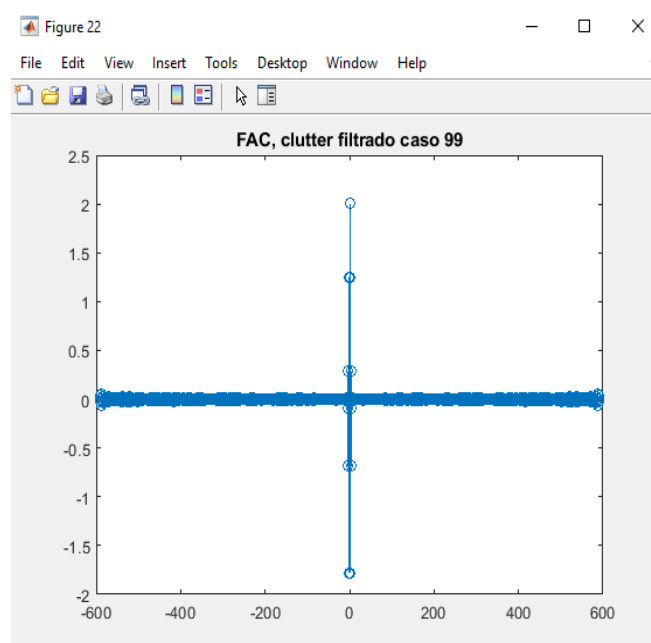 Figure 22
File Edit View Insert Tools Desktop Window Help
FAC, clutter filtrado caso 99
2.5
2
1.5
1
0.5
0
-0.5
-1
-1.5
-2
-600 -400 -200 0 200 400 600